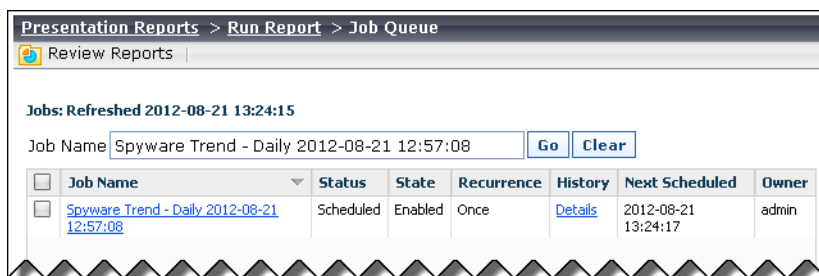 Presentation Reports > Run Report > Job Queue
Review Reports
Jobs: Refreshed 2012-08-21 13:24:15
Job Name Spyware Trend - Daily 2012-08-21 12:57:08 Go Clear
Job Name Status State Recurrence History Next Scheduled Owner
Spyware Trend - Daily 2012-08-21 Scheduled Enabled Once Details 2012-08-21 admin
12:57:08 13:24:17